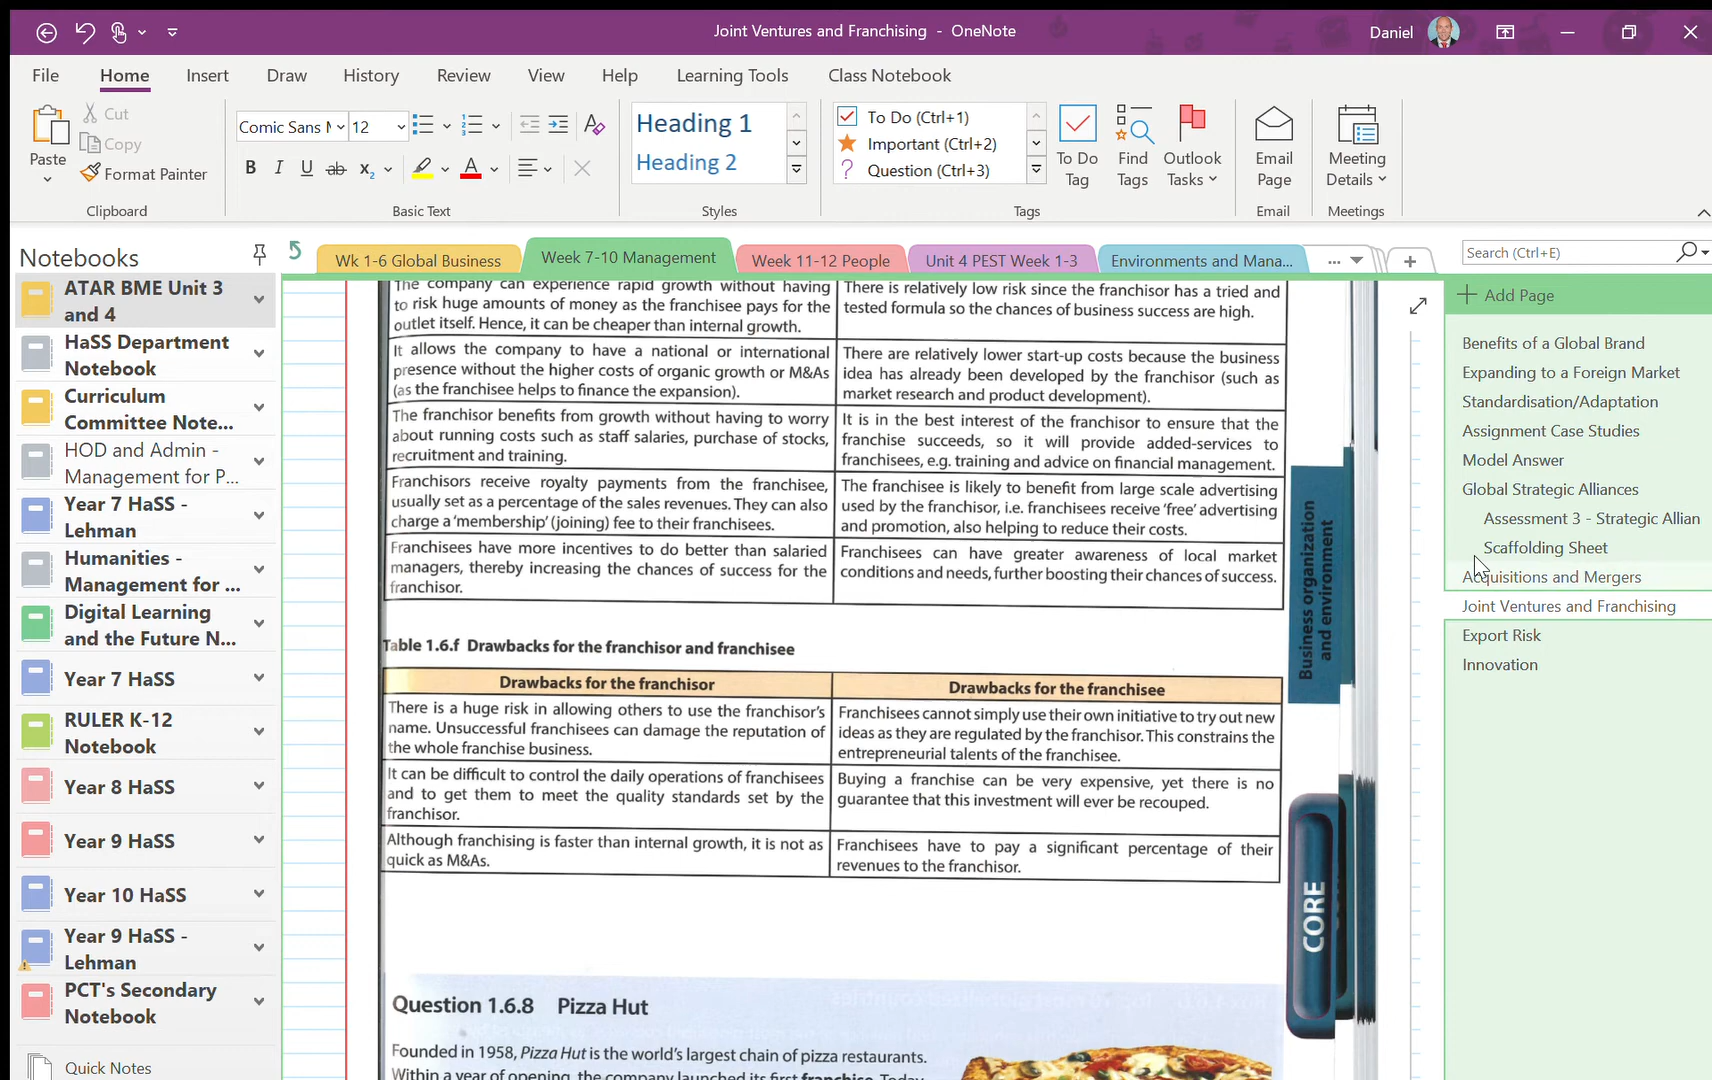 Joint Ventures and Franchising - OneNote
Daniel
File Home Insert Draw History Review View Help Learning Tools Class Notebook
Paste
Cut
Copy
Format Painter
Clipboard
Comic Sans M 12
B I U ab x₂ A
Basic Text
Heading 1
Heading 2
Styles
To Do (Ctrl+1)
Important (Ctrl+2)
Question (Ctrl+3)
To Do Tag
Find Tags
Outlook Tasks
Tags
Email Page
Email
Meeting Details
Meetings
Notebooks
Wk 1-6 Global Business
Week 7-10 Management
Week 11-12 People
Unit 4 PEST Week 1-3
Environments and Mana...
...
Search (Ctrl+E)
ATAR BME Unit 3
and 4
HaSS Department
Notebook
Curriculum
Committee Note...
HOD and Admin -
Management for P...
Year 7 HaSS -
Lehman
Humanities -
Management for ...
Digital Learning
and the Future N...
Year 7 HaSS
RULER K-12
Notebook
Year 8 HaSS
Year 9 HaSS
Year 10 HaSS
Year 9 HaSS -
Lehman
PCT's Secondary
Notebook
Quick Notes
The company can experience rapid growth without having
to risk huge amounts of money as the franchisee pays for the
outlet itself. Hence, it can be cheaper than internal growth.
There is relatively low risk since the franchisor has a tried and
tested formula so the chances of business success are high.
It allows the company to have a national or international
presence without the higher costs of organic growth or M&As
(as the franchisee helps to finance the expansion).
There are relatively lower start-up costs because the business
idea has already been developed by the franchisor (such as
market research and product development).
The franchisor benefits from growth without having to worry
about running costs such as staff salaries, purchase of stocks,
recruitment and training.
It is in the best interest of the franchisor to ensure that the
franchise succeeds, so it will provide added-services to
franchisees, e.g. training and advice on financial management.
Franchisors receive royalty payments from the franchisee,
usually set as a percentage of the sales revenues. They can also
charge a 'membership' (joining) fee to their franchisees.
The franchisee is likely to benefit from large scale advertising
used by the franchisor, i.e. franchisees receive 'free' advertising
and promotion, also helping to reduce their costs.
Franchisees have more incentives to do better than salaried
managers, thereby increasing the chances of success for the
franchisor.
Franchisees can have greater awareness of local market
conditions and needs, further boosting their chances of success.
Table 1.6.f Drawbacks for the franchisor and franchisee
Drawbacks for the franchisor
Drawbacks for the franchisee
There is a huge risk in allowing others to use the franchisor's
name. Unsuccessful franchisees can damage the reputation of
the whole franchise business.
Franchisees cannot simply use their own initiative to try out new
ideas as they are regulated by the franchisor. This constrains the
entrepreneurial talents of the franchisee.
It can be difficult to control the daily operations of franchisees
and to get them to meet the quality standards set by the
franchisor.
Buying a franchise can be very expensive, yet there is no
guarantee that this investment will ever be recouped.
Although franchising is faster than internal growth, it is not as
quick as M&As.
Franchisees have to pay a significant percentage of their
revenues to the franchisor.
Question 1.6.8 Pizza Hut
Founded in 1958, Pizza Hut is the world's largest chain of pizza restaurants.
Within a year of opening, the company launched its first franchise. Today
Business organization
and environment
CORE
Add Page
Benefits of a Global Brand
Expanding to a Foreign Market
Standardisation/Adaptation
Assignment Case Studies
Model Answer
Global Strategic Alliances
Assessment 3 - Strategic Allian
Scaffolding Sheet
Acquisitions and Mergers
Joint Ventures and Franchising
Export Risk
Innovation